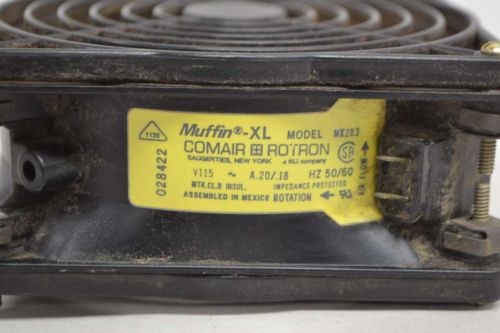 Muffin®-XL MODEL MX2B3
COMAIR ROTRON
SAUGERTIES, NEW YORK a KLI company
V115 ~ A.20/.18 HZ 50/60
MTR.CL.B INSUL. IMPEDANCE PROTECTED
ASSEMBLED IN MEXICO ROTATION
028422
AIR FLOW